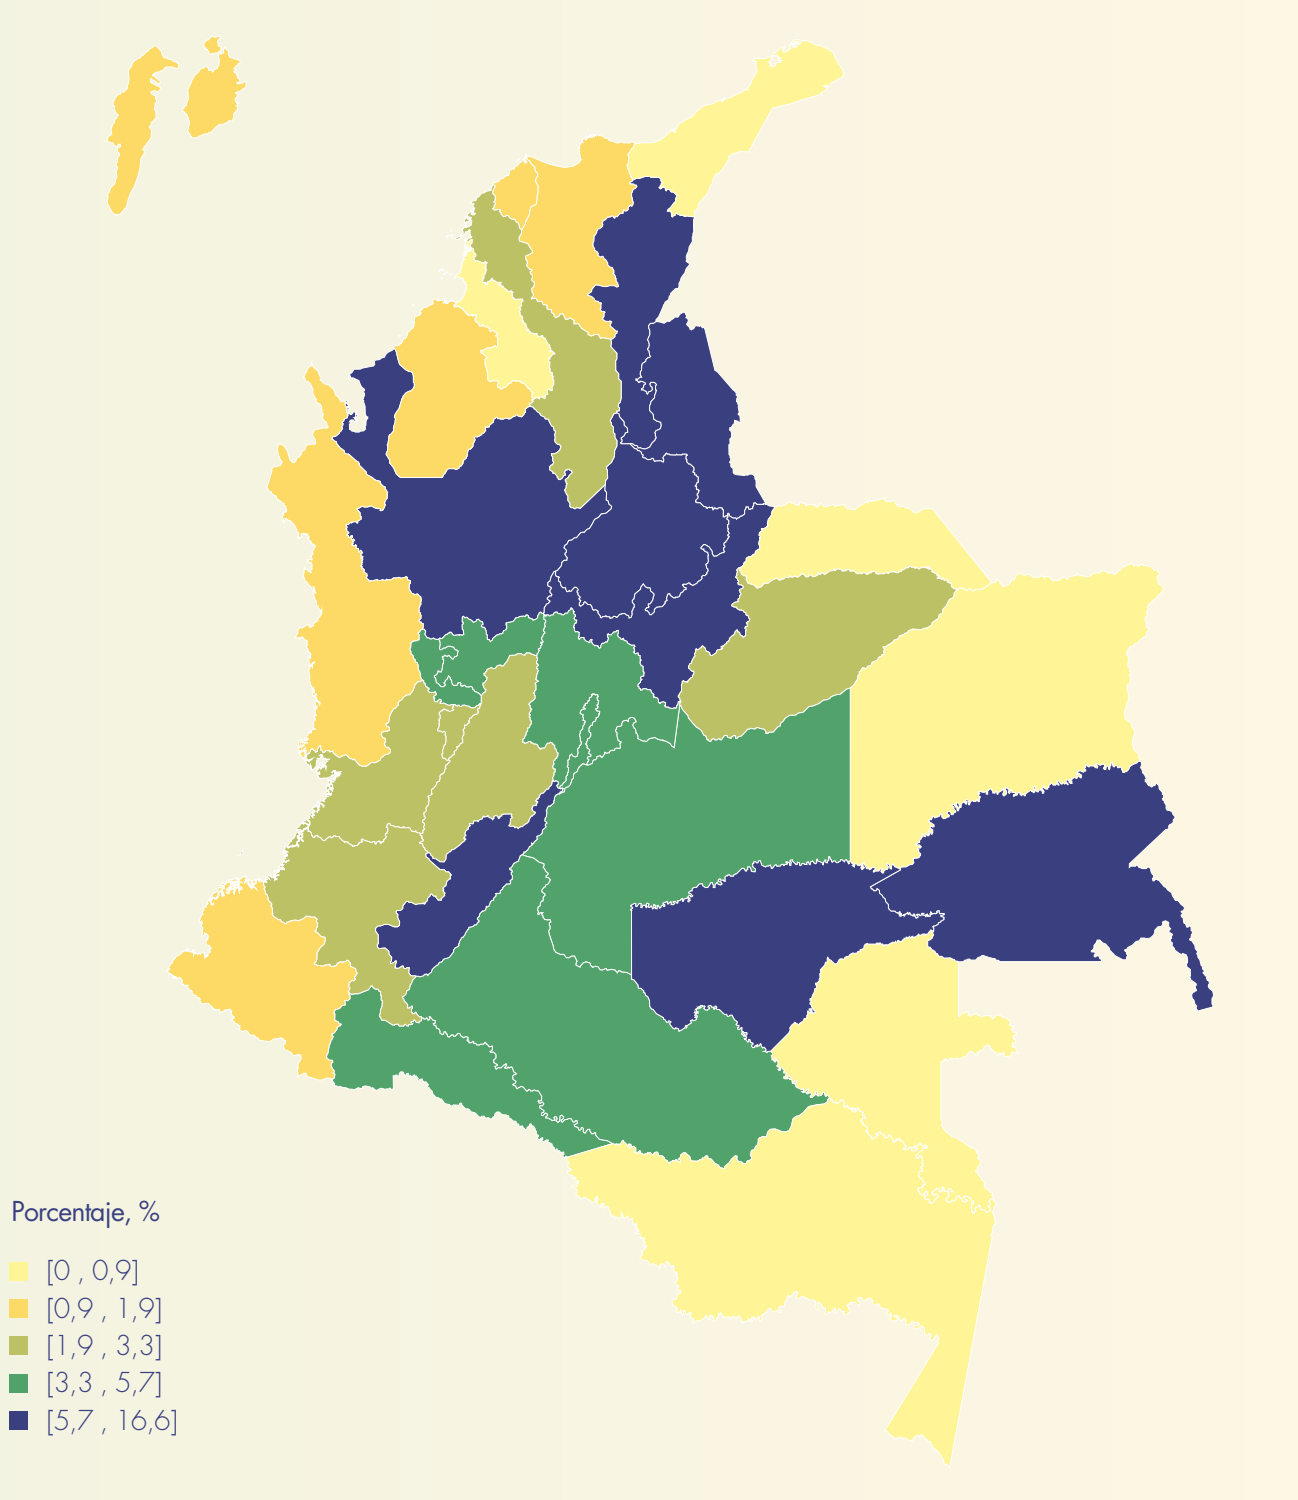 Porcentaje, %
[0 , 0,9]
[0,9 , 1,9]
[1,9 , 3,3]
[3,3 , 5,7]
[5,7 , 16,6]